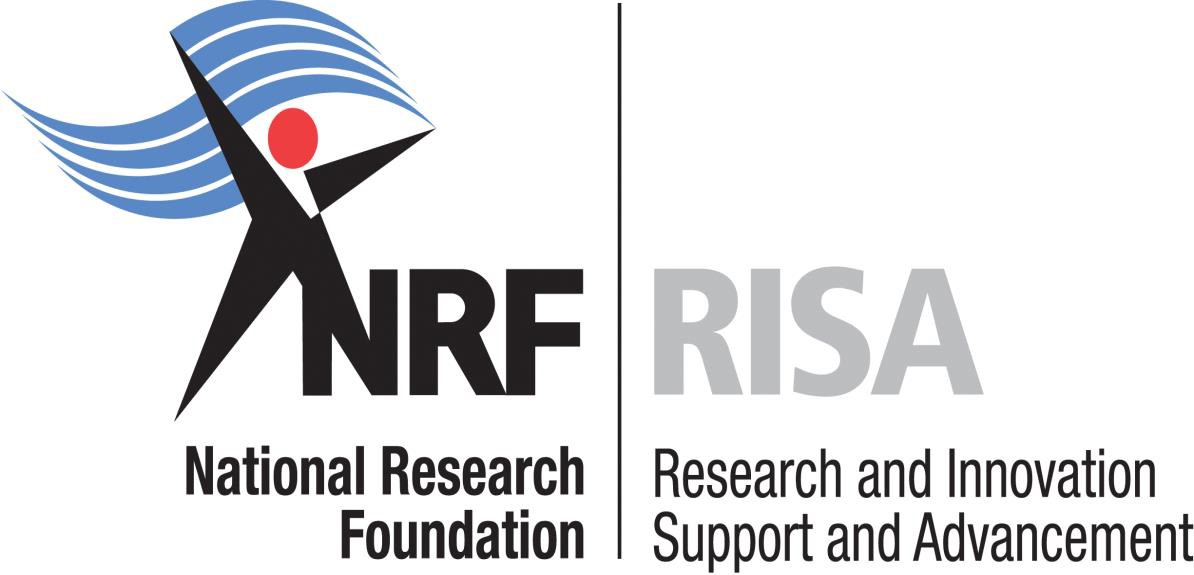 NRF
National Research
Foundation
RISA
Research and Innovation
Support and Advancement